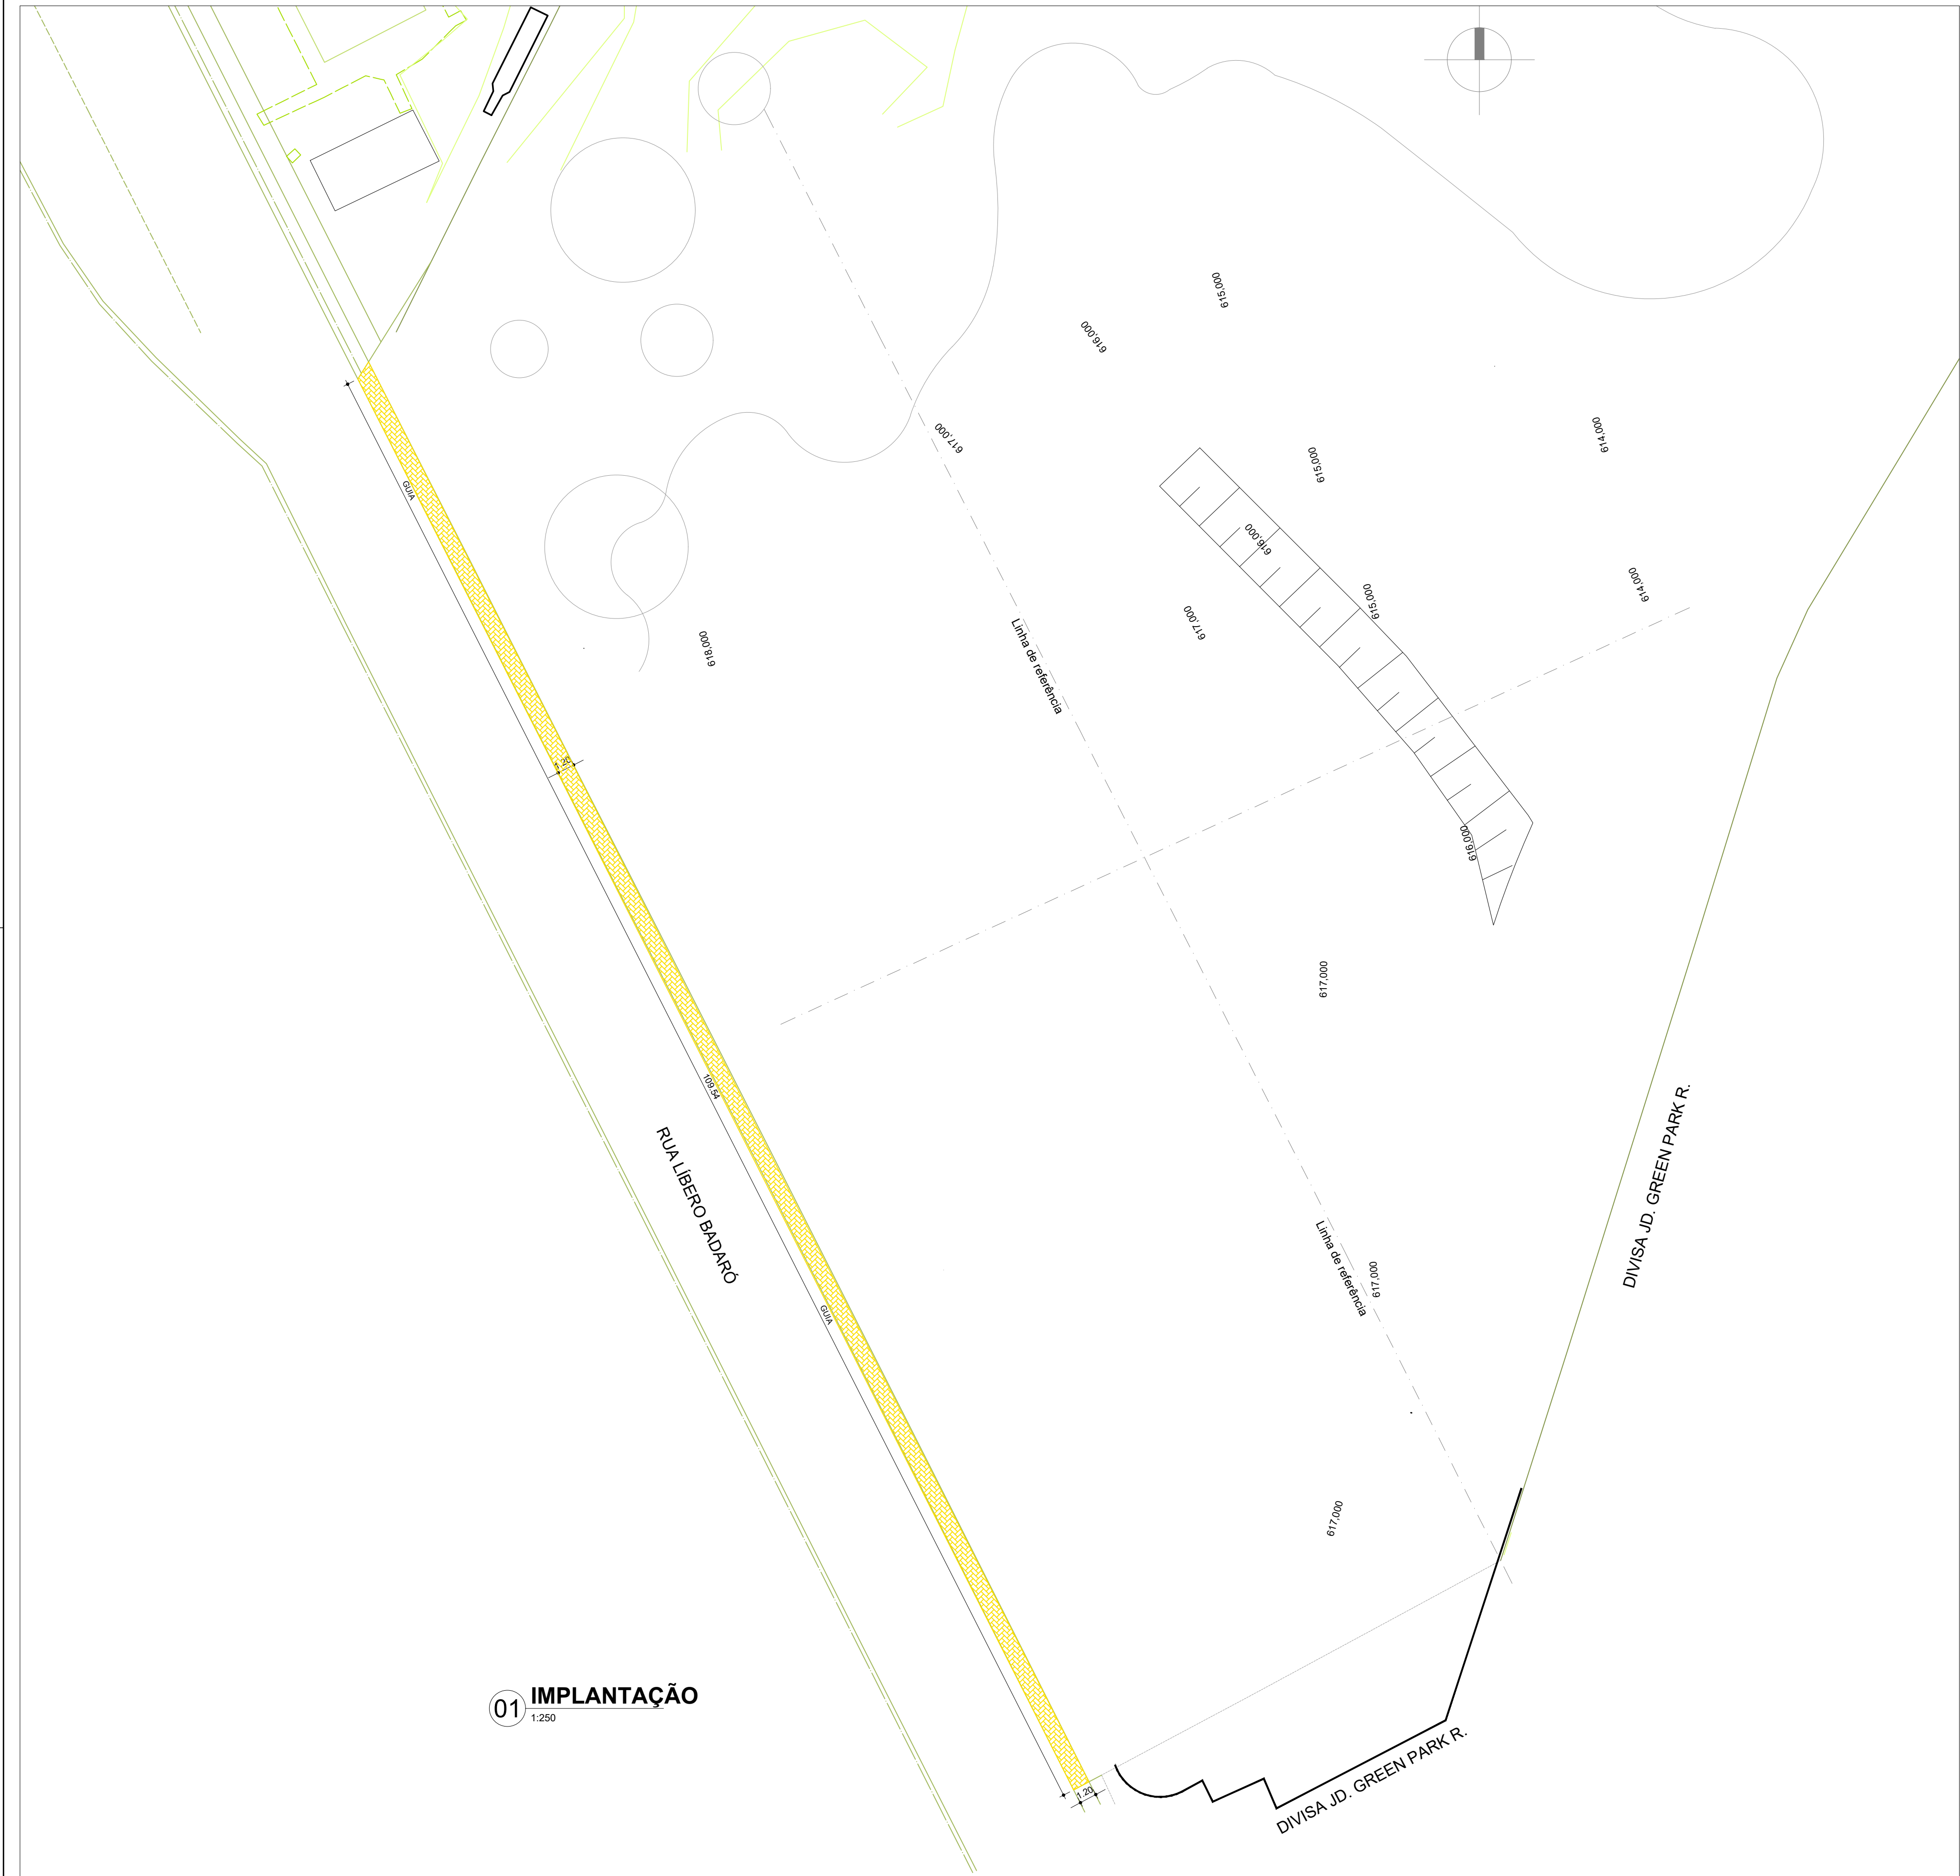 615,000
616,000
614,000
617,000
615,000
GUIA
616,000
614,000
615,000
617,000
618,000
Linha de referência
1.20
616,000
617,000
109.54
RUA LÍBERO BADARÓ
DIVISA JD. GREEN PARK R.
Linha de referência
617,000
GUIA
617,000
01
IMPLANTAÇÃO
1:250
1.20
DIVISA JD. GREEN PARK R.